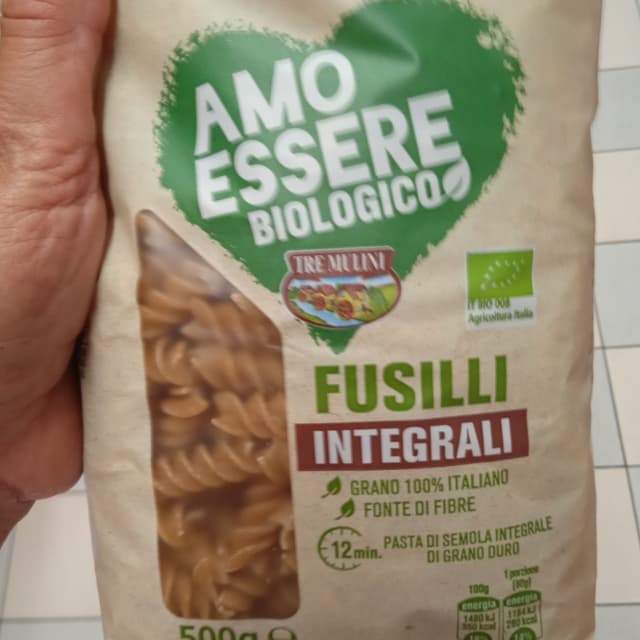 AMO
ESSERE
BIOLOGICO
TRE MULINI
IT BIO 008
Agricoltura Italia
FUSILLI
INTEGRALI
GRANO 100% ITALIANO
FONTE DI FIBRE
12 min.
PASTA DI SEMOLA INTEGRALE
DI GRANO DURO
100g
1 porzione
(80g)
energia
energia
500g e